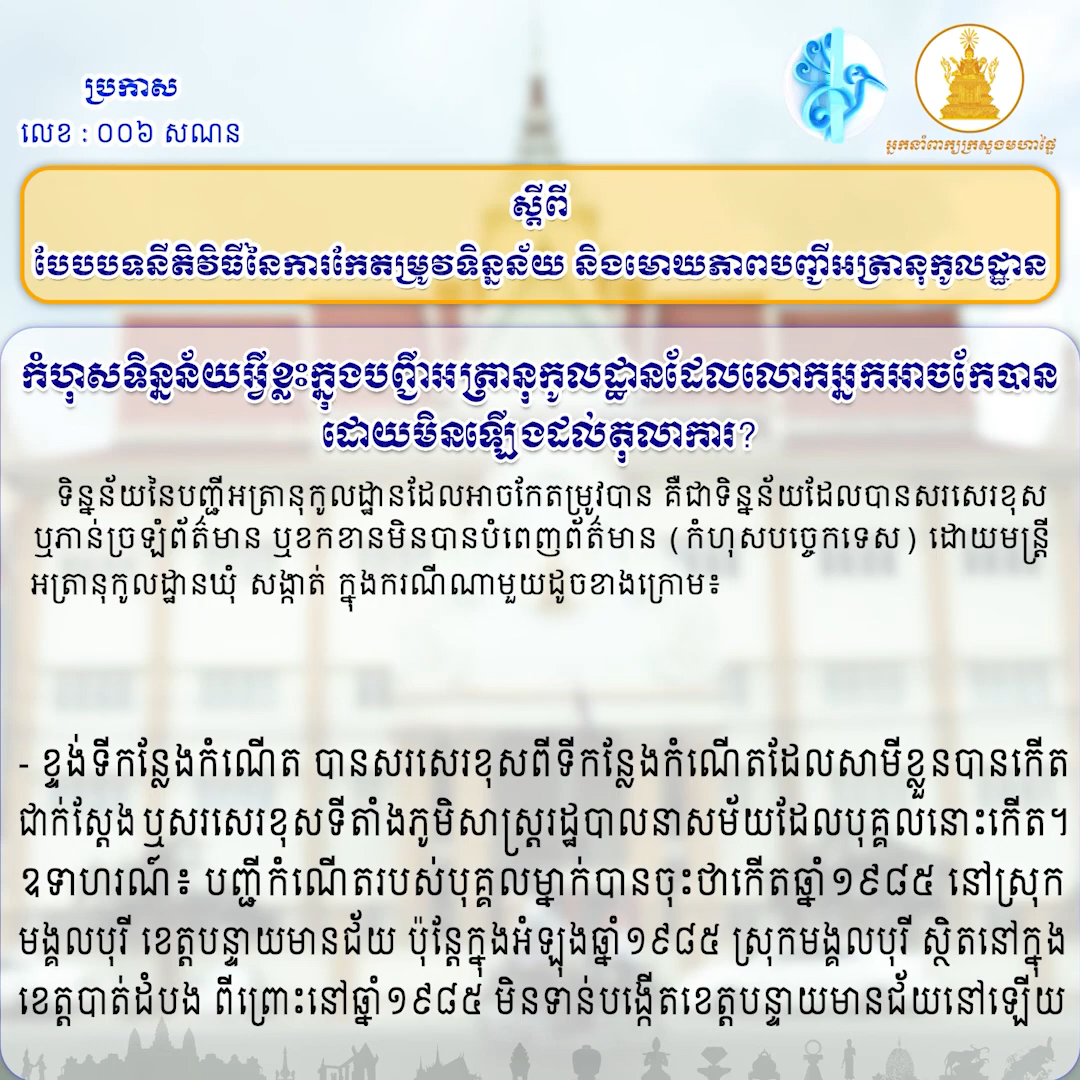 ប្រកាស
លេខ : ០០៦ សណន
អ្នកនាំពាក្យក្រសួងមហាផ្ទៃ
ស្តីពី
បែបបទនីតិវិធីនៃការកែតម្រូវទិន្នន័យ និងមោឃភាពបញ្ជីអត្រានុកូលដ្ឋាន
កំហុសទិន្នន័យអ្វីខ្លះក្នុងបញ្ជីអត្រានុកូលដ្ឋានដែលលោកអ្នកអាចកែបាន
ដោយមិនឡើងដល់តុលាការ?
ទិន្នន័យនៃបញ្ជីអត្រានុកូលដ្ឋានដែលអាចកែតម្រូវបាន គឺជាទិន្នន័យដែលបានសរសេរខុស
ឬភាន់ច្រឡំព័ត៌មាន ឬខកខានមិនបានបំពេញព័ត៌មាន (កំហុសបច្ចេកទេស) ដោយមន្ត្រី
អត្រានុកូលដ្ឋានឃុំ សង្កាត់ ក្នុងករណីណាមួយដូចខាងក្រោម៖
- ខ្ទង់ទីកន្លែងកំណើត បានសរសេរខុសពីទីកន្លែងកំណើតដែលសាមីខ្លួនបានកើត
ជាក់ស្តែង ឬសរសេរខុសទីតាំងភូមិសាស្ត្ររដ្ឋបាលនាសម័យដែលបុគ្គលនោះកើត។
ឧទាហរណ៍៖ បញ្ជីកំណើតរបស់បុគ្គលម្នាក់បានចុះថាកើតឆ្នាំ១៩៨៥ នៅស្រុក
មង្គលបុរី ខេត្តបន្ទាយមានជ័យ ប៉ុន្តែក្នុងអំឡុងឆ្នាំ១៩៨៥ ស្រុកមង្គលបុរី ស្ថិតនៅក្នុង
ខេត្តបាត់ដំបង ពីព្រោះនៅឆ្នាំ១៩៨៥ មិនទាន់បង្កើតខេត្តបន្ទាយមានជ័យនៅឡើយ